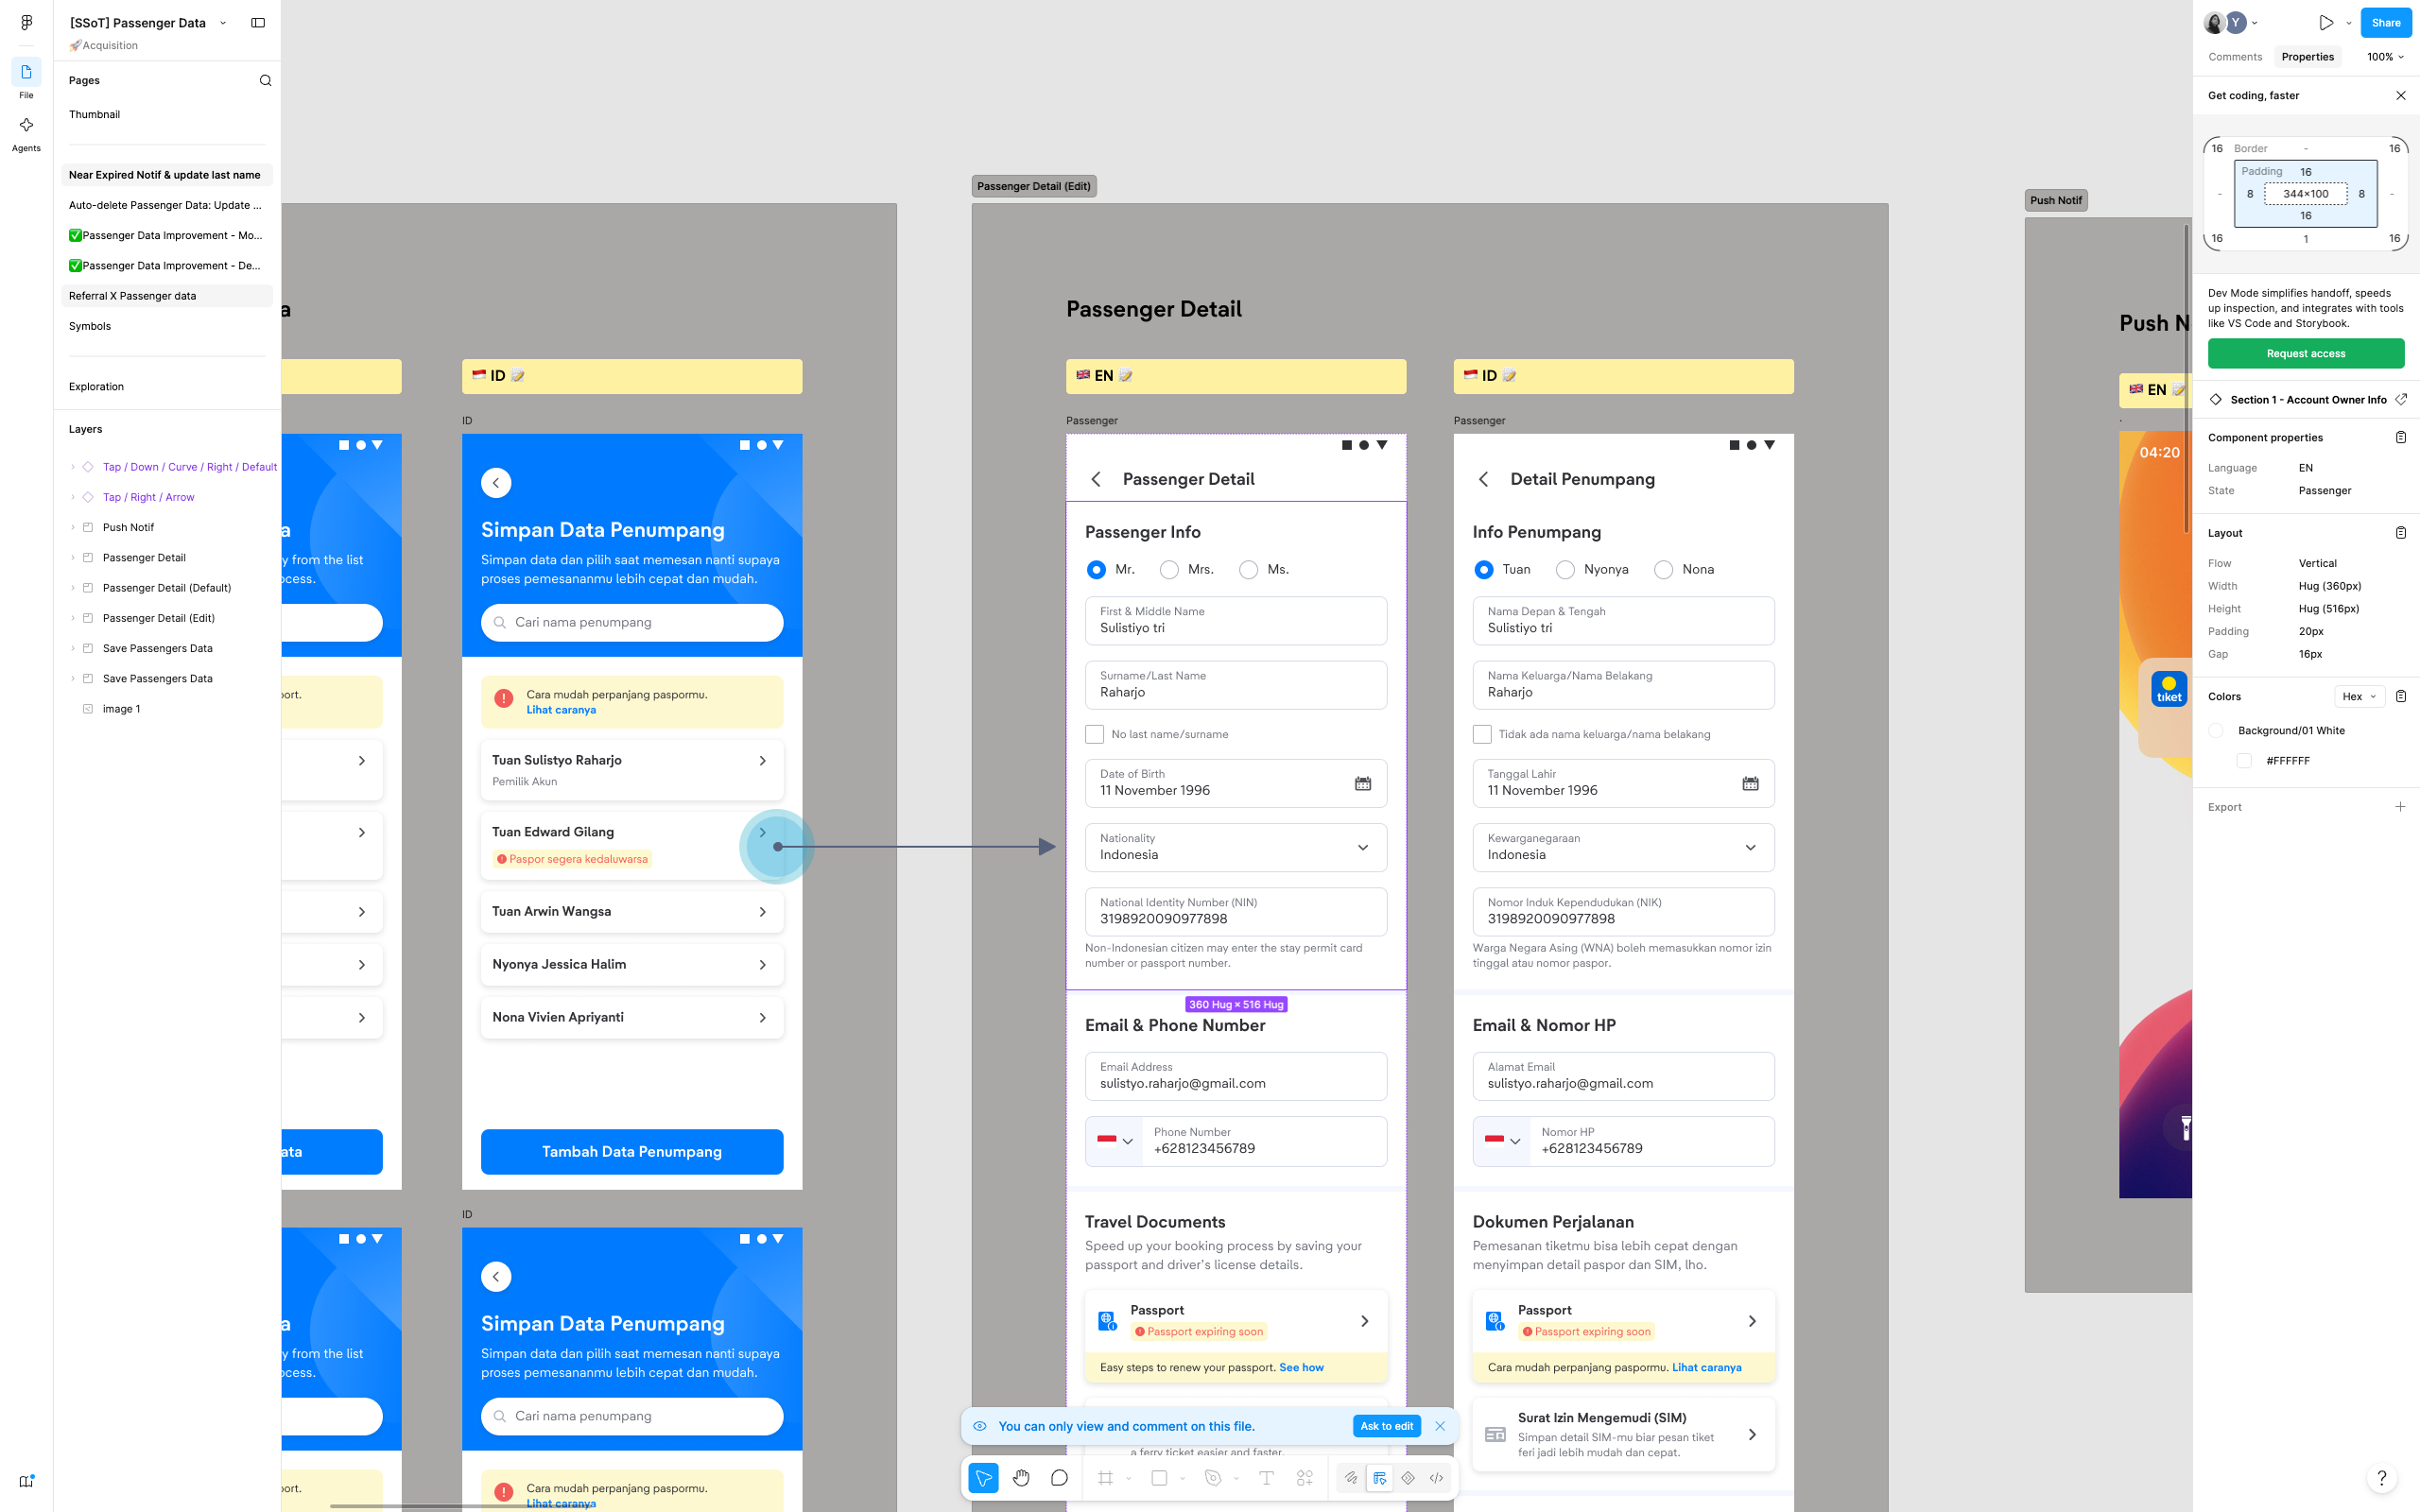 [SSoT] Passenger Data
🚀Acquisition
File
Agents
Pages
Thumbnail
Near Expired Notif & update last name
Auto-delete Passenger Data: Update ...
✅Passenger Data Improvement - Mo...
✅Passenger Data Improvement - De...
Referral X Passenger data
Symbols
Exploration
Layers
Tap / Down / Curve / Right / Default
Tap / Right / Arrow
Push Notif
Passenger Detail
Passenger Detail (Default)
Passenger Detail (Edit)
Save Passengers Data
Save Passengers Data
image 1
a
a
y from the list
ocess.
port.
ata
a
y from the list
ocess.
🇮🇩 ID 📝
ID
Simpan Data Penumpang
Simpan data dan pilih saat memesan nanti supaya
proses pemesananmu lebih cepat dan mudah.
Cari nama penumpang
Cara mudah perpanjang paspormu.
Lihat caranya
Tuan Sulistyo Raharjo
Pemilik Akun
Tuan Edward Gilang
Paspor segera kedaluwarsa
Tuan Arwin Wangsa
Nyonya Jessica Halim
Nona Vivien Apriyanti
Tambah Data Penumpang
ID
Simpan Data Penumpang
Simpan data dan pilih saat memesan nanti supaya
proses pemesananmu lebih cepat dan mudah.
Cari nama penumpang
Cara mudah perpanjang paspormu.
Lihat caranya
Passenger Detail (Edit)
Passenger Detail
🇬🇧 EN 📝
Passenger
Passenger Detail
Passenger Info
Mr.
Mrs.
Ms.
First & Middle Name
Sulistiyo tri
Surname/Last Name
Raharjo
No last name/surname
Date of Birth
11 November 1996
Nationality
Indonesia
National Identity Number (NIN)
3198920090977898
Non-Indonesian citizen may enter the stay permit card
number or passport number.
360 Hug × 516 Hug
Email & Phone Number
Email Address
sulistyo.raharjo@gmail.com
Phone Number
+628123456789
Travel Documents
Speed up your booking process by saving your
passport and driver's license details.
Passport
Passport expiring soon
Easy steps to renew your passport. See how
a ferry ticket easier and faster.
🇮🇩 ID 📝
Passenger
Detail Penumpang
Info Penumpang
Tuan
Nyonya
Nona
Nama Depan & Tengah
Sulistiyo tri
Nama Keluarga/Nama Belakang
Raharjo
Tidak ada nama keluarga/nama belakang
Tanggal Lahir
11 November 1996
Kewarganegaraan
Indonesia
Nomor Induk Kependudukan (NIK)
3198920090977898
Warga Negara Asing (WNA) boleh memasukkan nomor izin
tinggal atau nomor paspor.
Email & Nomor HP
Alamat Email
sulistyo.raharjo@gmail.com
Nomor HP
+628123456789
Dokumen Perjalanan
Pemesanan tiketmu bisa lebih cepat dengan
menyimpan detail paspor dan SIM, lho.
Passport
Passport expiring soon
Cara mudah perpanjang paspormu. Lihat caranya
Surat Izin Mengemudi (SIM)
Simpan detail SIM-mu biar pesan tiket
feri jadi lebih mudah dan cepat.
You can only view and comment on this file.
Ask to edit
Push Notif
Push N
🇬🇧 EN 📝
04:20
tiket
Y
Share
Comments
Properties
100%
Get coding, faster
16
Border
-
16
Padding
16
-
8
344×100
8
-
16
16
1
16
Dev Mode simplifies handoff, speeds
up inspection, and integrates with tools
like VS Code and Storybook.
Request access
Section 1 - Account Owner Info
Component properties
Language EN
State Passenger
Layout
Flow Vertical
Width Hug (360px)
Height Hug (516px)
Padding 20px
Gap 16px
Colors
Hex
Background/01 White
#FFFFFF
Export
?